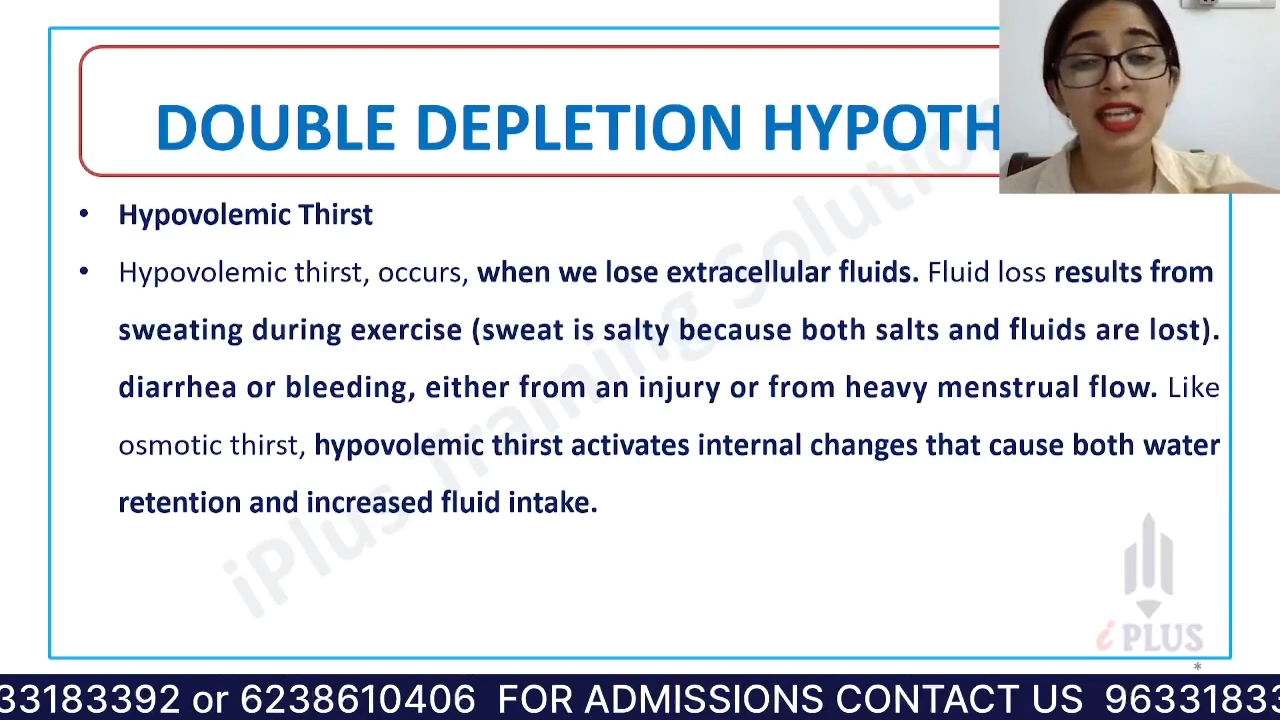 DOUBLE DEPLETION HYPOTH
• Hypovolemic Thirst
• Hypovolemic thirst, occurs, when we lose extracellular fluids. Fluid loss results from
sweating during exercise (sweat is salty because both salts and fluids are lost).
diarrhea or bleeding, either from an injury or from heavy menstrual flow. Like
osmotic thirst, hypovolemic thirst activates internal changes that cause both water
retention and increased fluid intake.
iPlus Training Solution
i PLUS
*
33183392 or 6238610406 FOR ADMISSIONS CONTACT US 96331833